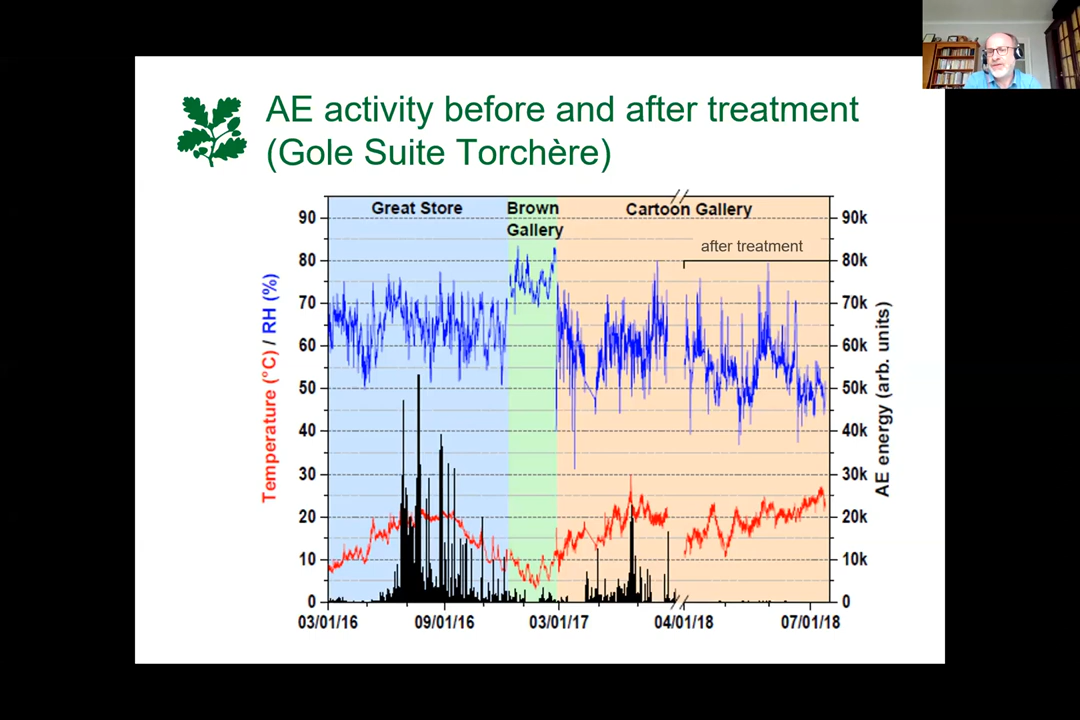 AE activity before and after treatment
(Gole Suite Torchère)
Great Store
Brown
Gallery
Cartoon Gallery
after treatment
Temperature (°C) / RH (%)
90
80
70
60
50
40
30
20
10
0
90k
80k
70k
60k
50k
40k
30k
20k
10k
0
AE energy (arb. units)
03/01/16
09/01/16
03/01/17
04/01/18
07/01/18